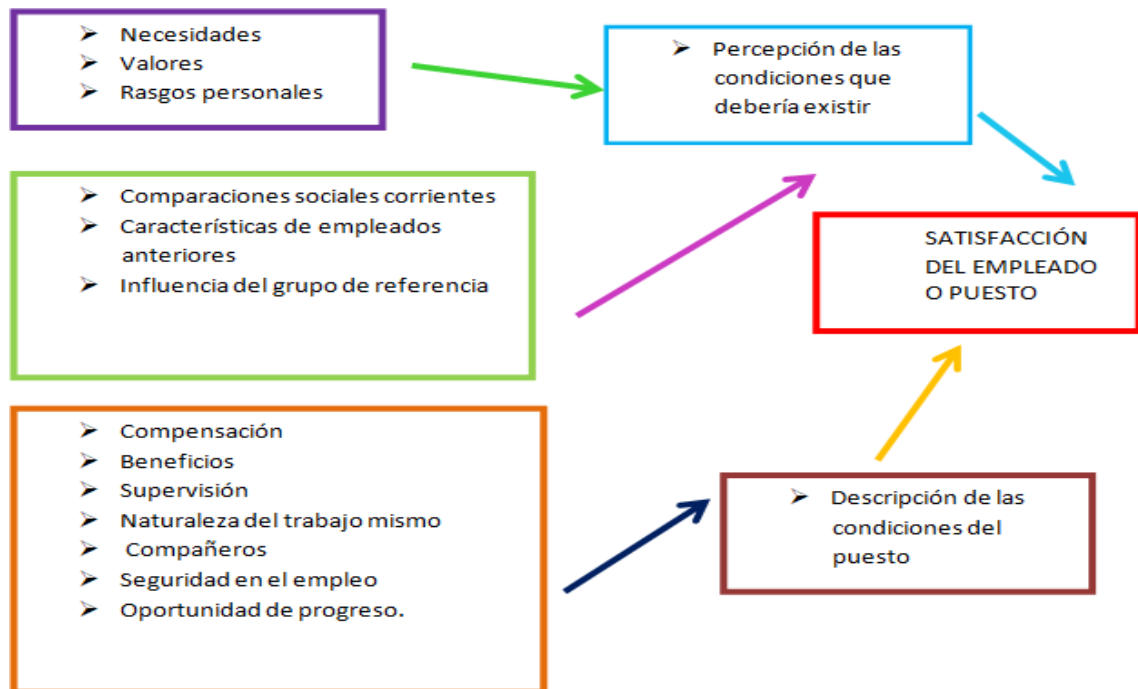 ➢ Necesidades
➢ Valores
➢ Rasgos personales
➢ Percepción de las
condiciones que
debería existir
➢ Comparaciones sociales corrientes
➢ Características de empleados
anteriores
➢ Influencia del grupo de referencia
SATISFACCIÓN
DEL EMPLEADO
O PUESTO
➢ Compensación
➢ Beneficios
➢ Supervisión
➢ Naturaleza del trabajo mismo
➢ Compañeros
➢ Seguridad en el empleo
➢ Oportunidad de progreso.
➢ Descripción de las
condiciones del
puesto